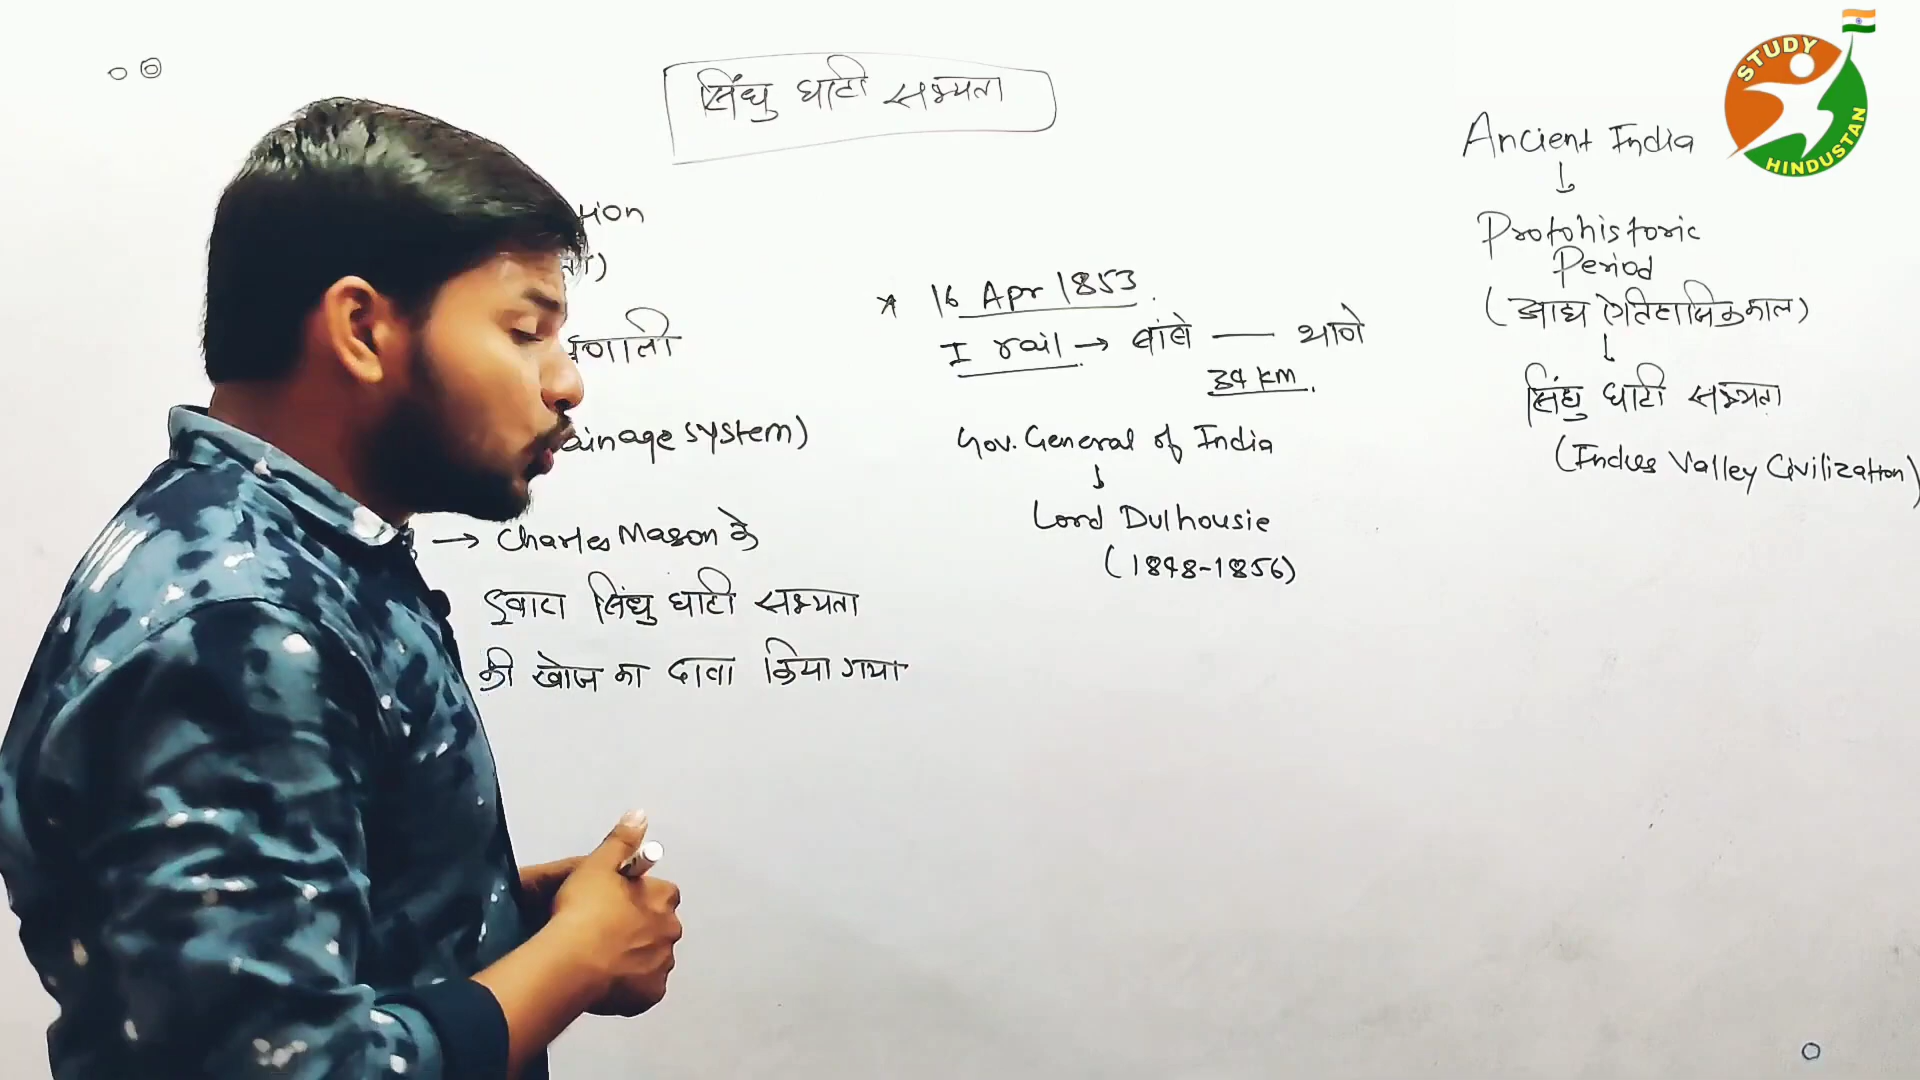 सिंधु घाटी सभ्यता
tion
णाली
ainage system)
→ Charles Mason के
द्वारा सिंधु घाटी सभ्यता
की खोज का दावा किया गया
* 16 Apr 1853.
I rail → बांबे — थाने
34 km.
Gov. General of India
↓
Lord Dulhousie
(1848-1856)
Ancient India
↓
Protohistoric
Period
(आद्य ऐतिहासिक काल)
↓
सिंधु घाटी सभ्यता
(Indus Valley Civilization)
STUDY
HINDUSTAN